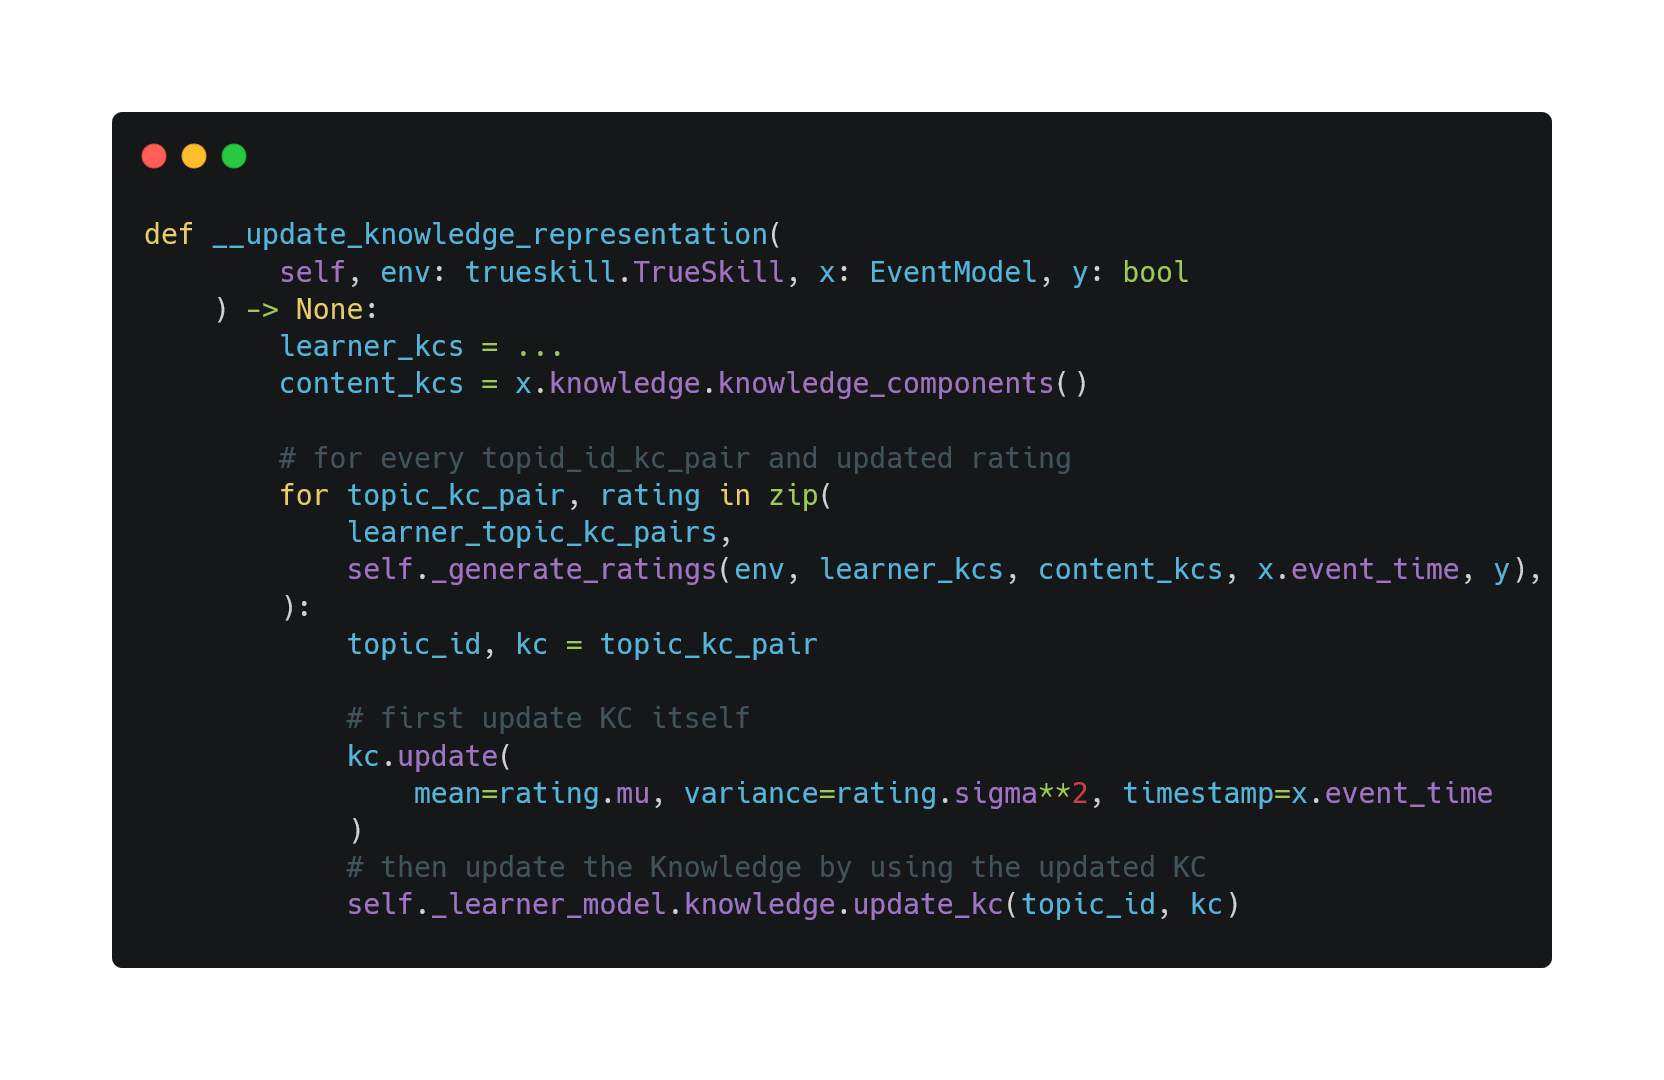 def __update_knowledge_representation(
        self, env: trueskill.TrueSkill, x: EventModel, y: bool
    ) -> None:
        learner_kcs = ...
        content_kcs = x.knowledge.knowledge_components()

        # for every topid_id_kc_pair and updated rating
        for topic_kc_pair, rating in zip(
            learner_topic_kc_pairs,
            self._generate_ratings(env, learner_kcs, content_kcs, x.event_time, y),
        ):
            topic_id, kc = topic_kc_pair

            # first update KC itself
            kc.update(
                mean=rating.mu, variance=rating.sigma**2, timestamp=x.event_time
            )
            # then update the Knowledge by using the updated KC
            self._learner_model.knowledge.update_kc(topic_id, kc)